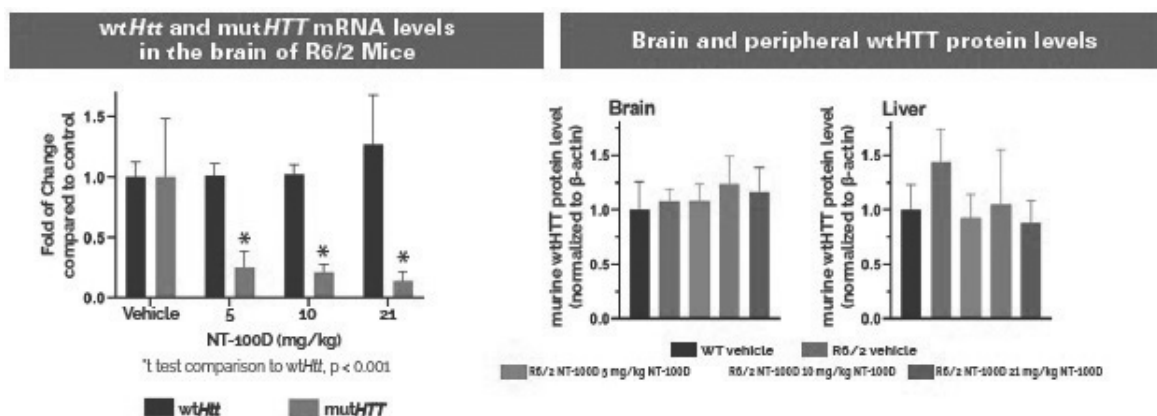 wtHtt and mutHTT mRNA levels
in the brain of R6/2 Mice
Fold of Change
compared to control
1.5
1.0
0.5
0.0
*
*
*
Vehicle
5
10
21
NT-100D (mg/kg)
*t test comparison to wtHtt, p < 0.001
wtHtt
mutHTT
Brain and peripheral wtHTT protein levels
Brain
murine wtHTT protein level
(normalized to β-actin)
1.5
1.0
0.5
0.0
Liver
murine wtHTT protein level
(normalized to β-actin)
1.5
1.0
0.5
0.0
WT vehicle
R6/2 vehicle
R6/2 NT-100D 5 mg/kg NT-100D
R6/2 NT-100D 10 mg/kg NT-100D
R6/2 NT-100D 21 mg/kg NT-100D